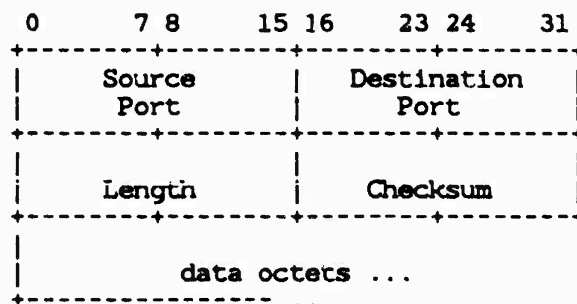 0 7 8 15 16 23 24 31
Source Destination
Port Port
Length Checksum
data octets ...